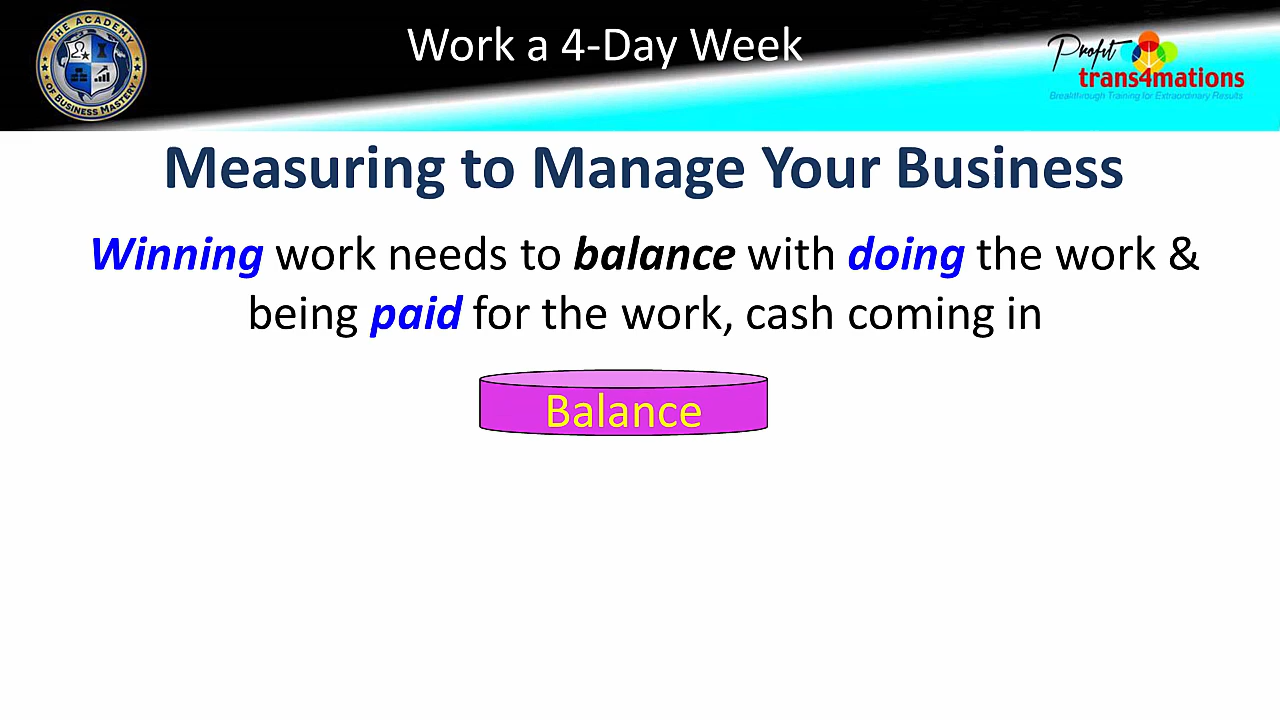 THE ACADEMY
OF BUSINESS MASTERY
Work a 4-Day Week
Profit
trans4mations
Breakthrough Training for Extraordinary Results
Measuring to Manage Your Business
Winning work needs to balance with doing the work &
being paid for the work, cash coming in
Balance